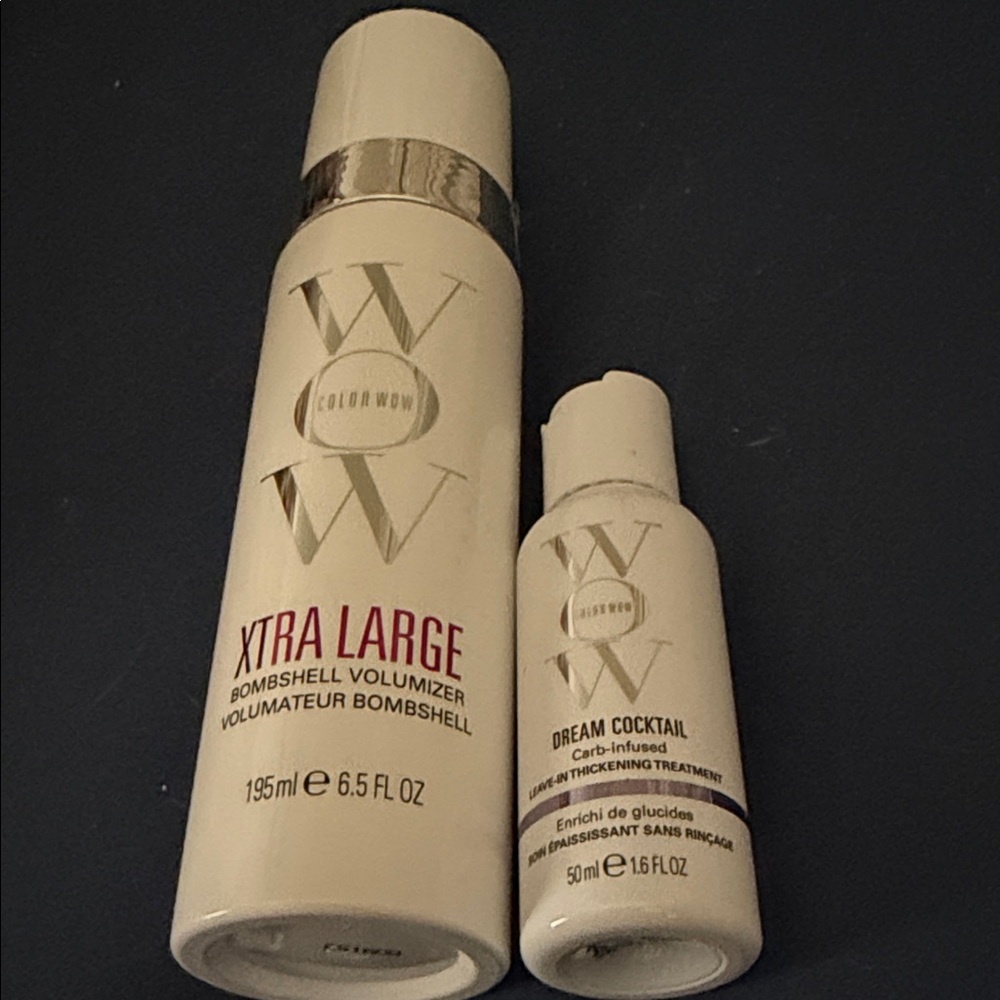 W
COLOR WOW
W
XTRA LARGE
BOMBSHELL VOLUMIZER
VOLUMATEUR BOMBSHELL
195ml e 6.5 FL OZ
W
COLOR WOW
W
DREAM COCKTAIL
Carb-infused
LEAVE-IN THICKENING TREATMENT
Enrichi de glucides
SOIN ÉPAISSISSANT SANS RINÇAGE
50ml e 1.6 FL OZ